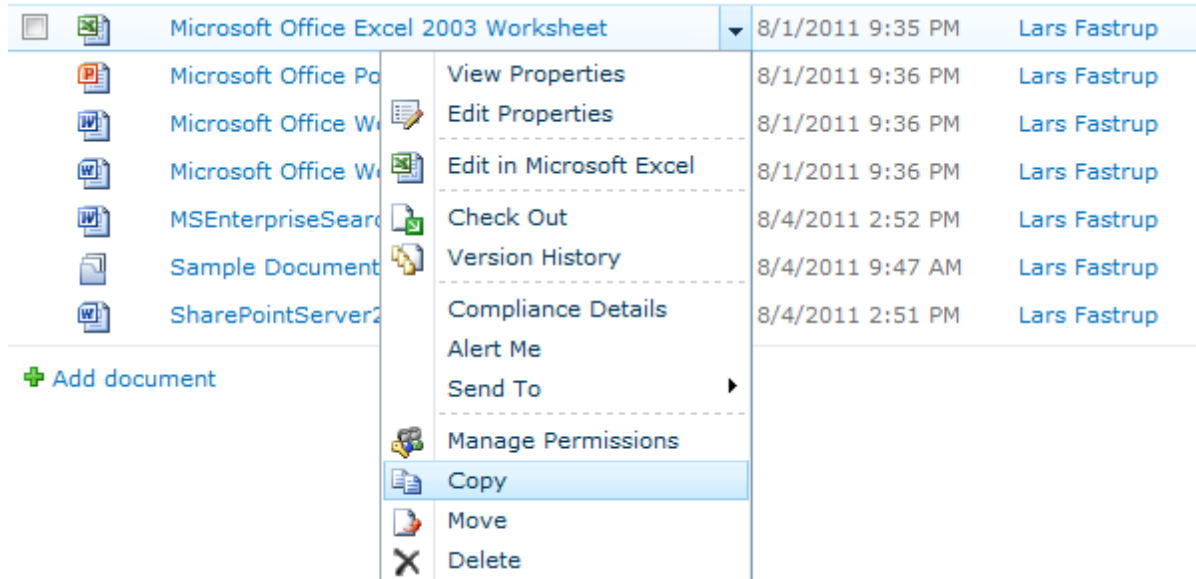 Microsoft Office Excel 2003 Worksheet 8/1/2011 9:35 PM Lars Fastrup
Microsoft Office Po 8/1/2011 9:36 PM Lars Fastrup
Microsoft Office W 8/1/2011 9:36 PM Lars Fastrup
Microsoft Office W 8/1/2011 9:36 PM Lars Fastrup
MSEnterpriseSear 8/4/2011 2:52 PM Lars Fastrup
Sample Document 8/4/2011 9:47 AM Lars Fastrup
SharePointServer2 8/4/2011 2:51 PM Lars Fastrup
Add document
View Properties
Edit Properties
Edit in Microsoft Excel
Check Out
Version History
Compliance Details
Alert Me
Send To
Manage Permissions
Copy
Move
Delete